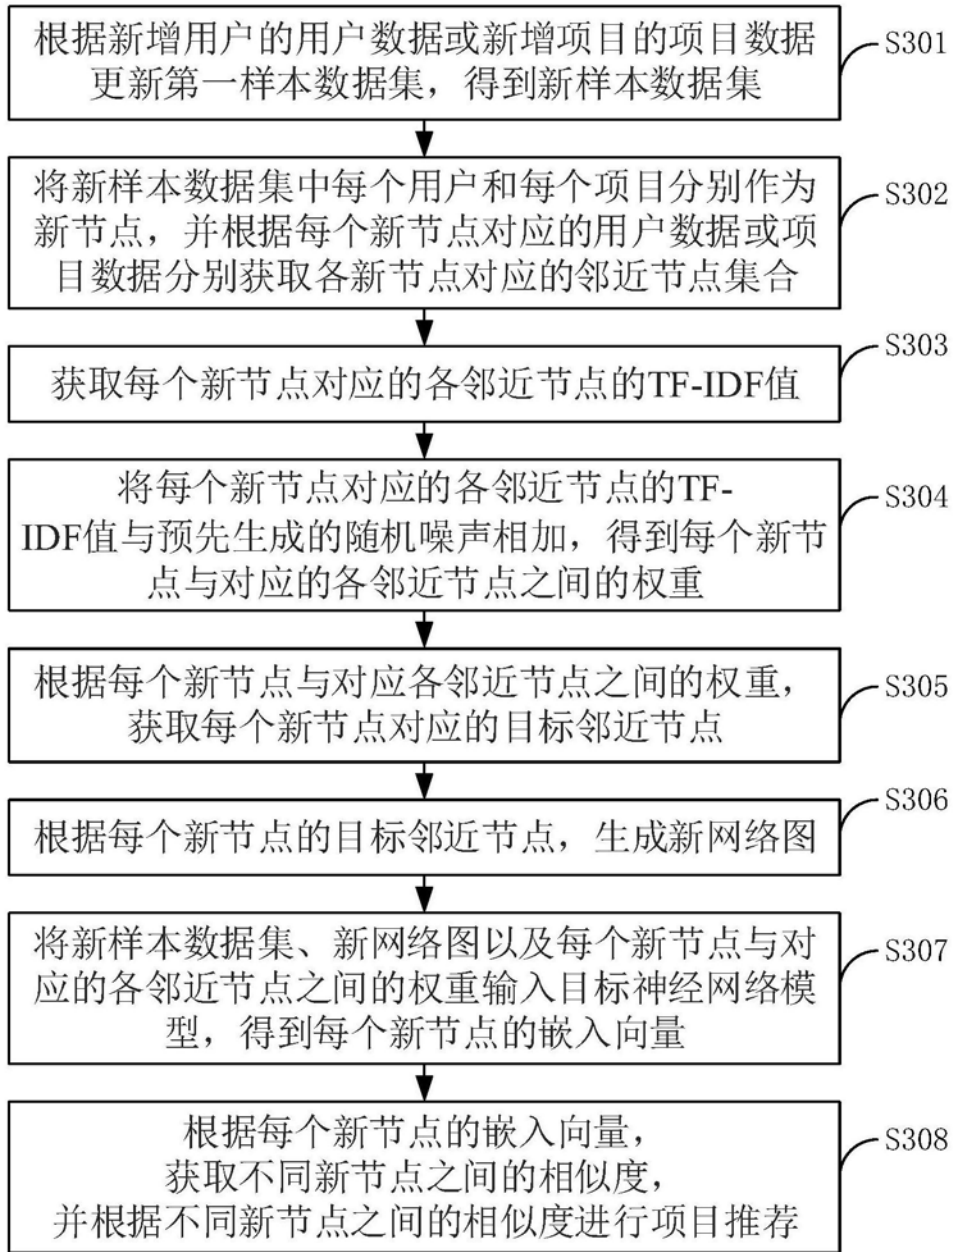 根据新增用户的用户数据或新增项目的项目数据
更新第一样本数据集，得到新样本数据集
S301
将新样本数据集中每个用户和每个项目分别作为
新节点，并根据每个新节点对应的用户数据或项
目数据分别获取各新节点对应的邻近节点集合
S302
获取每个新节点对应的各邻近节点的TF-IDF值
S303
将每个新节点对应的各邻近节点的TF-
IDF值与预先生成的随机噪声相加，得到每个新节
点与对应的各邻近节点之间的权重
S304
根据每个新节点与对应各邻近节点之间的权重，
获取每个新节点对应的目标邻近节点
S305
根据每个新节点的目标邻近节点，生成新网络图
S306
将新样本数据集、新网络图以及每个新节点与对
应的各邻近节点之间的权重输入目标神经网络模
型，得到每个新节点的嵌入向量
S307
根据每个新节点的嵌入向量，
获取不同新节点之间的相似度，
并根据不同新节点之间的相似度进行项目推荐
S308